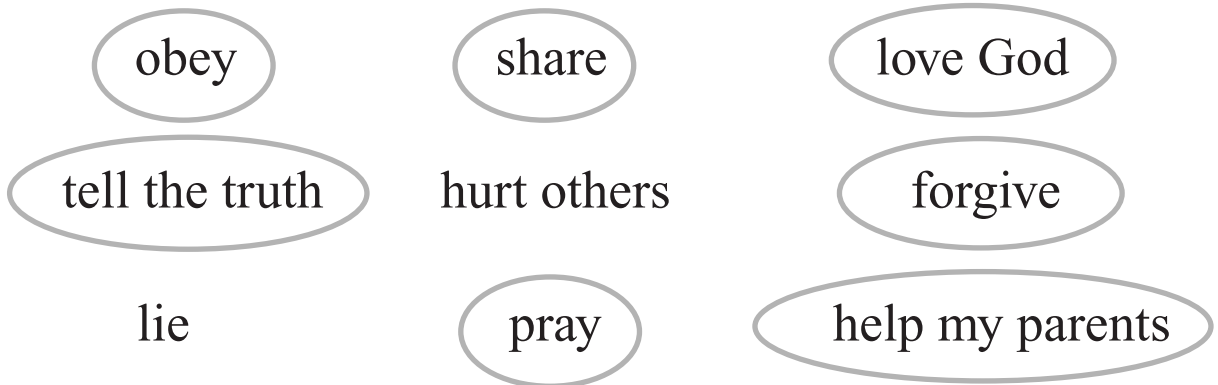 obey share love God
tell the truth hurt others forgive
lie pray help my parents